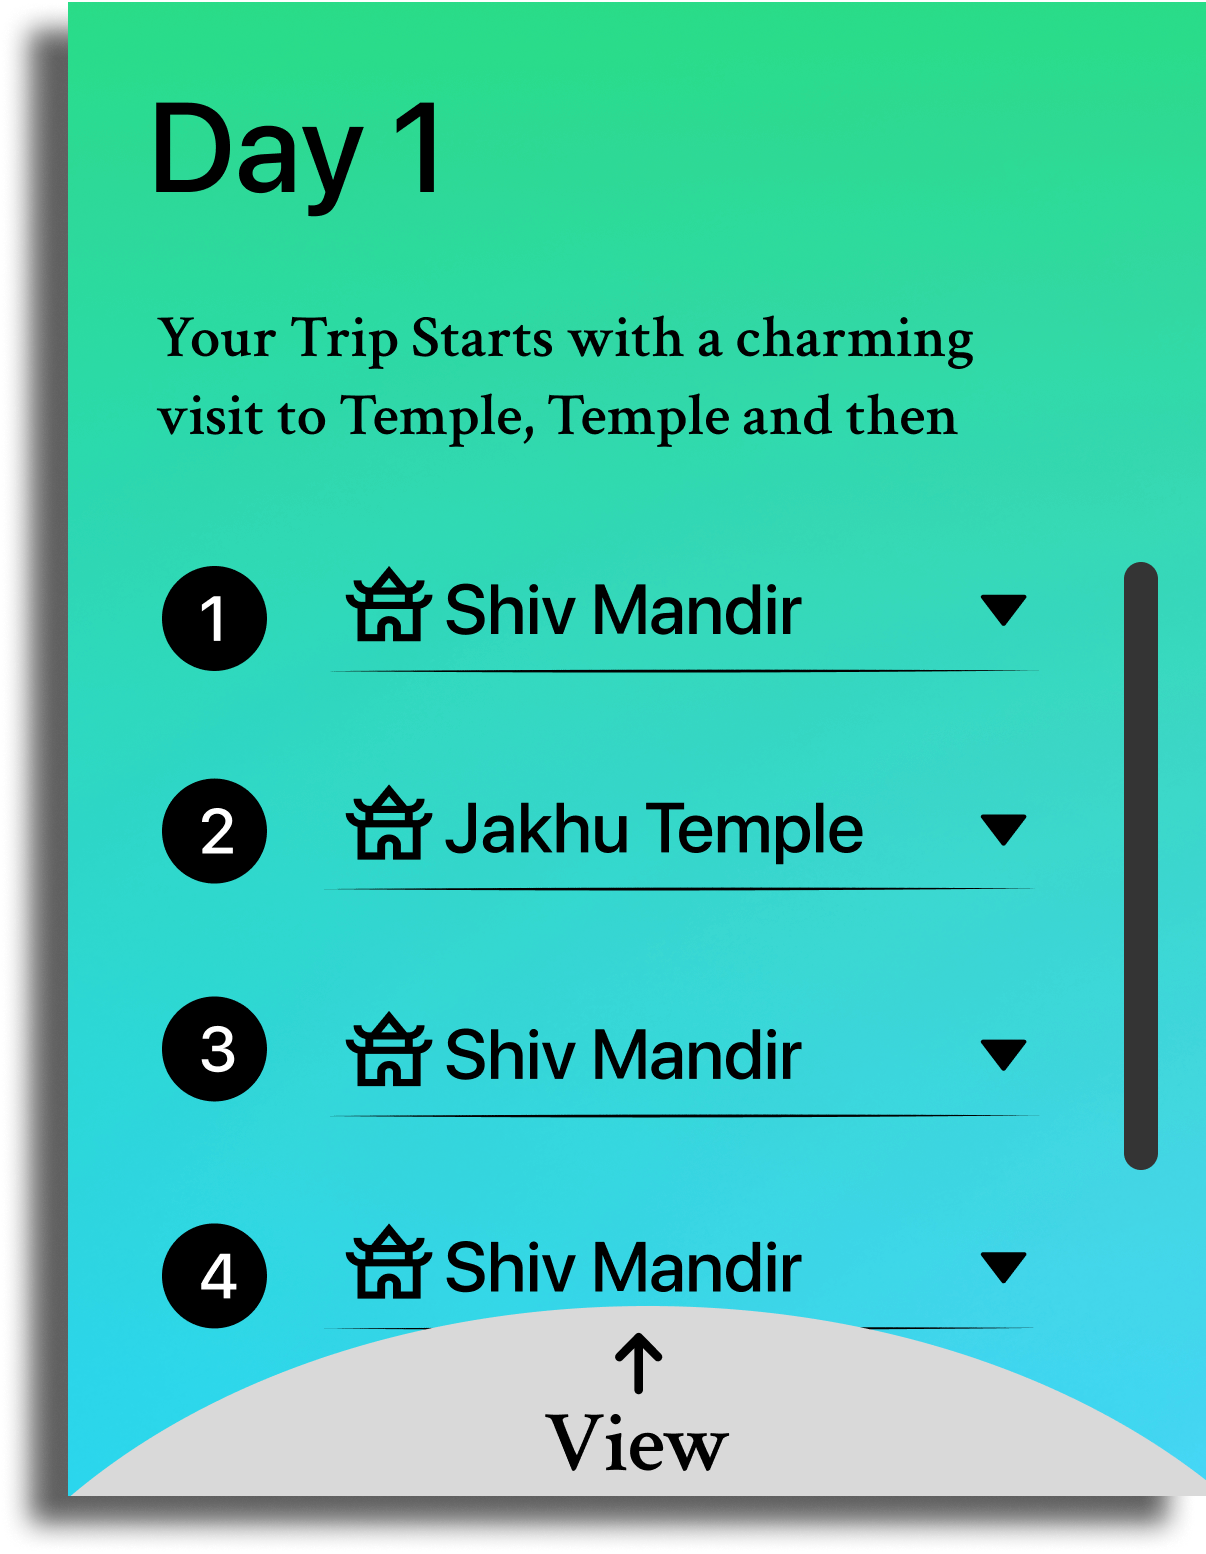 Day 1
Your Trip Starts with a charming
visit to Temple, Temple and then
1 Shiv Mandir
2 Jakhu Temple
3 Shiv Mandir
4 Shiv Mandir
View